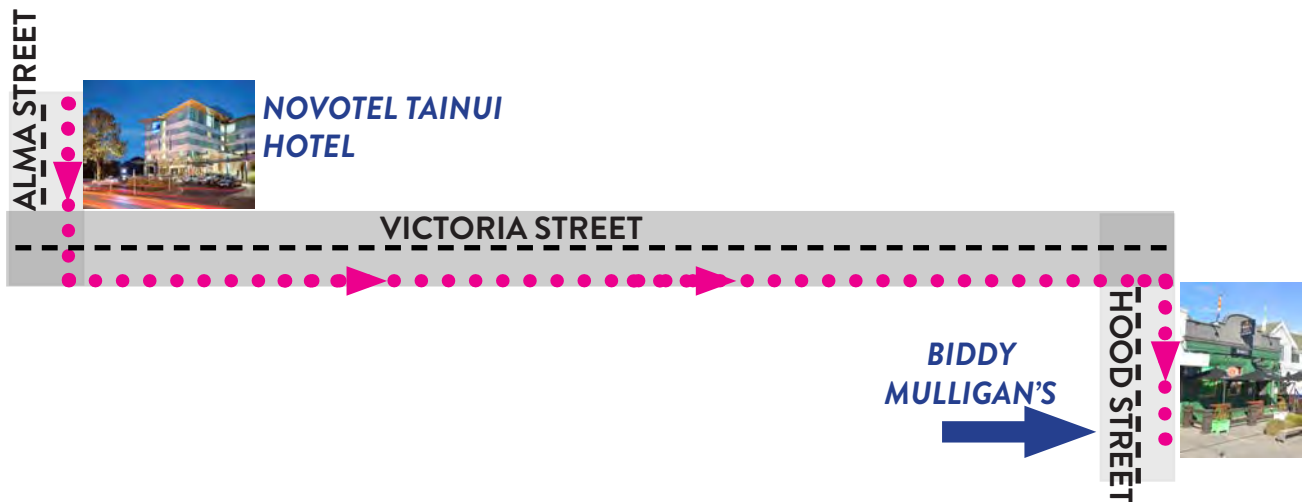 ALMA STREET
NOVOTEL TAINUI
HOTEL
VICTORIA STREET
HOOD STREET
BIDDY
MULLIGAN'S